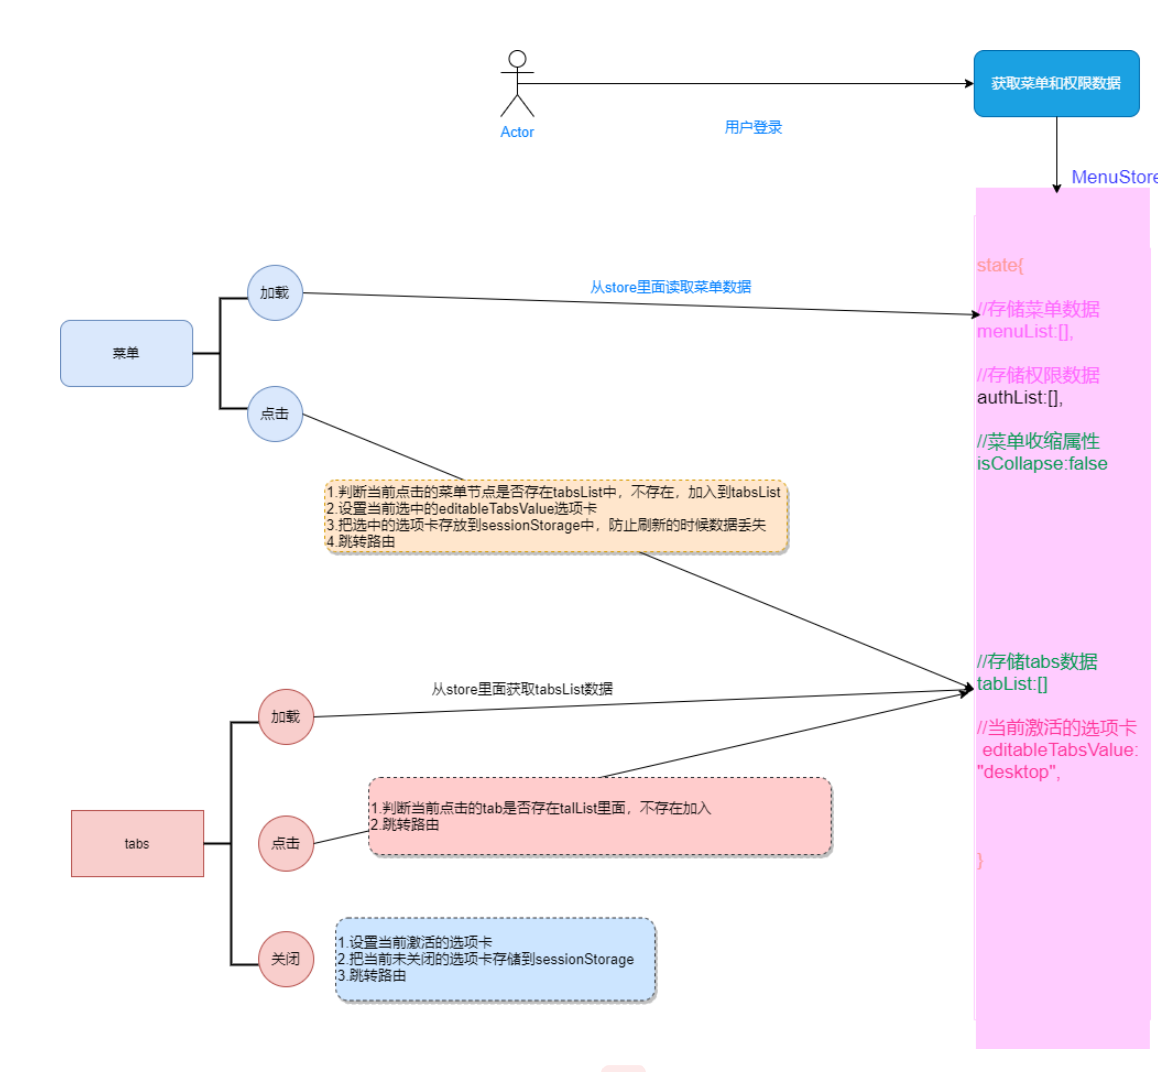 获取菜单和权限数据
Actor
用户登录
MenuStore
state{
加载
从store里面读取菜单数据
//存储菜单数据
menuList:[],
菜单
//存储权限数据
authList:[],
点击
//菜单收缩属性
isCollapse:false
1.判断当前点击的菜单节点是否存在tabsList中，不存在，加入到tabsList
2.设置当前选中的editableTabsValue选项卡
3.把选中的选项卡存放到sessionStorage中，防止刷新的时候数据丢失
4.跳转路由
//存储tabs数据
tabList:[]
从store里面获取tabsList数据
加载
//当前激活的选项卡
editableTabsValue:
"desktop",
1.判断当前点击的tab是否存在talList里面，不存在加入
2.跳转路由
tabs
点击
}
关闭
1.设置当前激活的选项卡
2.把当前未关闭的选项卡存储到sessionStorage
3.跳转路由